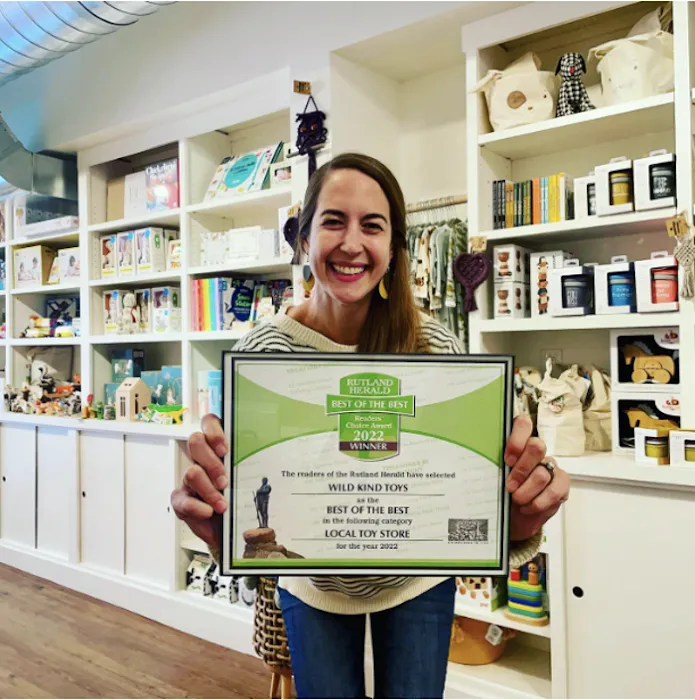 RUTLAND
HERALD
BEST OF THE BEST
Readers
Choice Award
2022
WINNER
The readers of the Rutland Herald have selected
WILD KIND TOYS
as the
BEST OF THE BEST
in the following category
LOCAL TOY STORE
for the year 2022